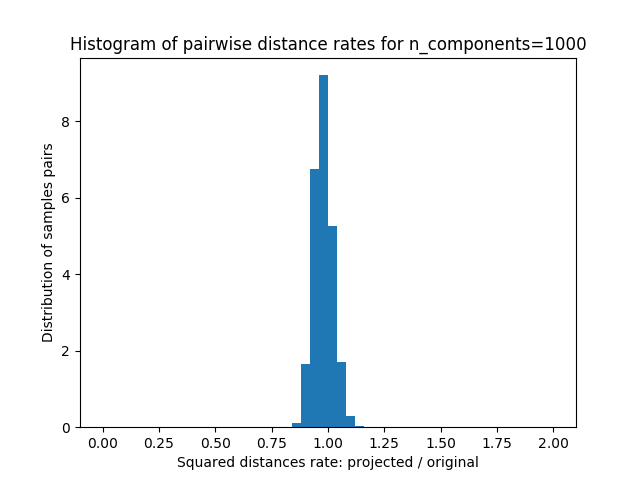 Histogram of pairwise distance rates for n_components=1000
Distribution of samples pairs
8
6
4
2
0
0.00 0.25 0.50 0.75 1.00 1.25 1.50 1.75 2.00
Squared distances rate: projected / original